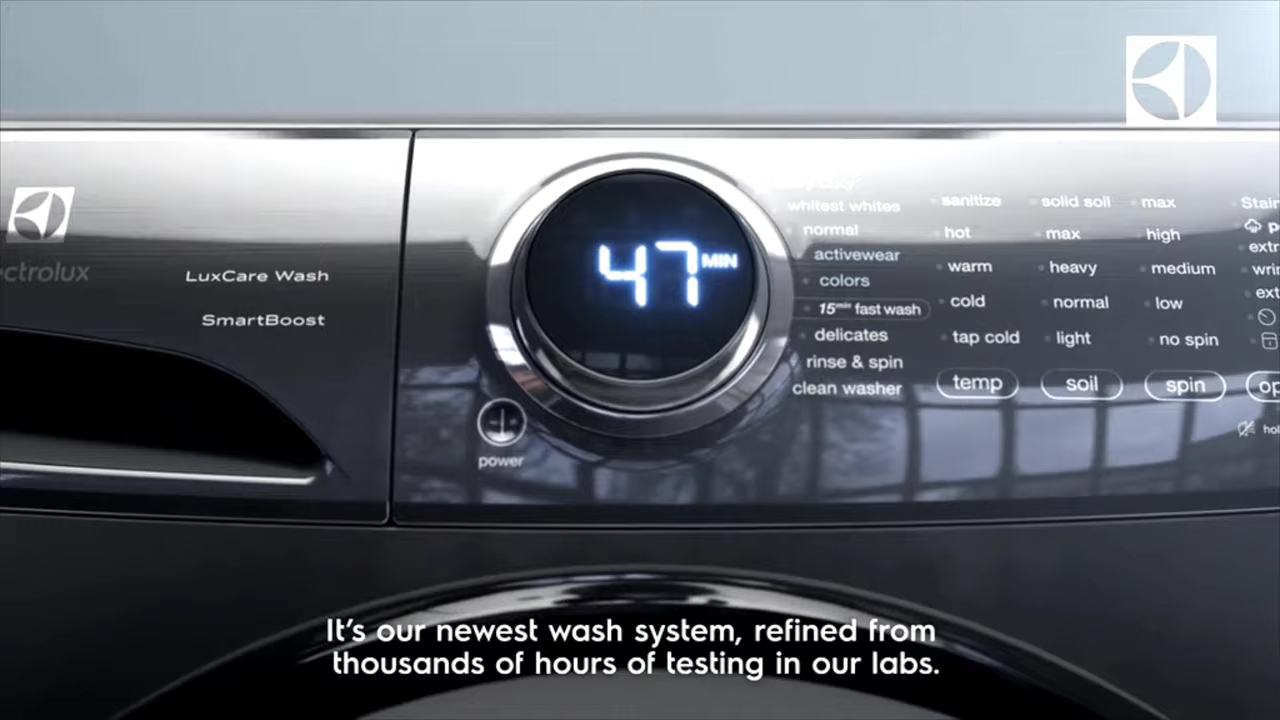 ctrolux
LuxCare Wash
SmartBoost
47 MIN
power
whitest whites
normal
activewear
colors
15min fast wash
delicates
rinse & spin
clean washer
sanitize
hot
warm
cold
tap cold
temp
solid soil
max
heavy
normal
light
soil
max
high
medium
low
no spin
spin
Stain
extr
wrin
ext
op
hol
It's our newest wash system, refined from
thousands of hours of testing in our labs.